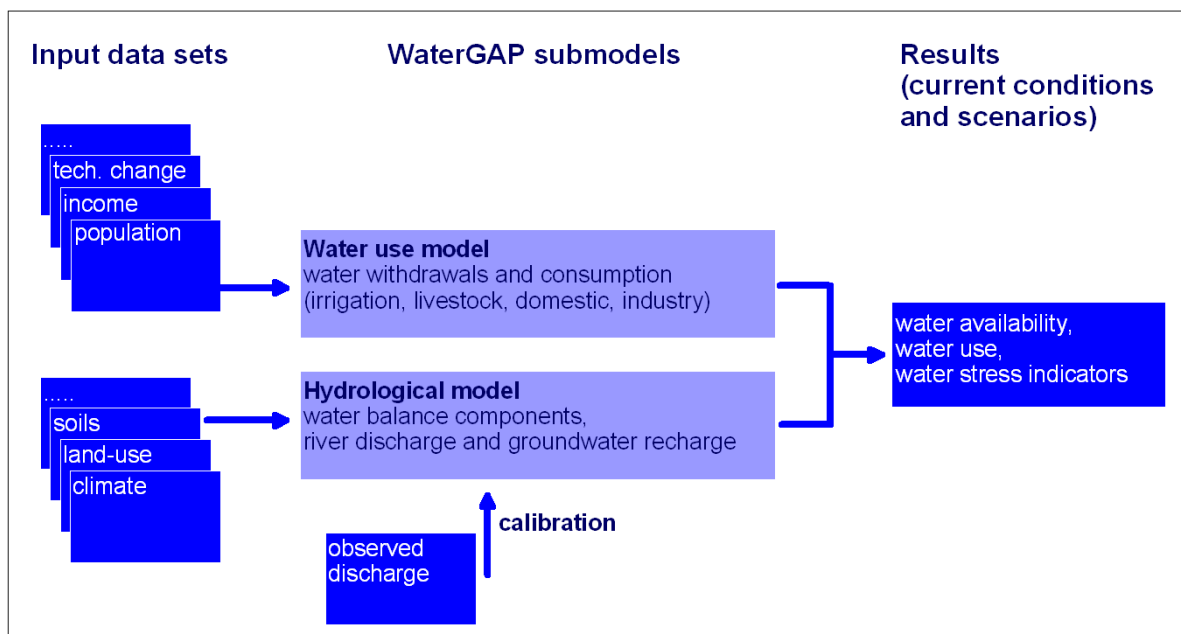 Input data sets
WaterGAP submodels
Results
(current conditions
and scenarios)
.....
tech. change
income
population
Water use model
water withdrawals and consumption
(irrigation, livestock, domestic, industry)
water availability,
water use,
water stress indicators
.....
soils
land-use
climate
Hydrological model
water balance components,
river discharge and groundwater recharge
calibration
observed
discharge